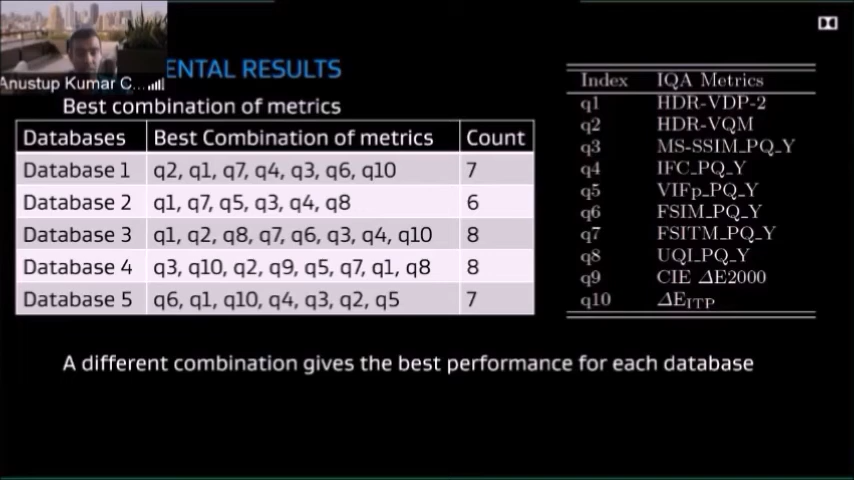 Anustup Kumar C...
ENTAL RESULTS
Best combination of metrics
Databases Best Combination of metrics Count
Database 1 q2, q1, q7, q4, q3, q6, q10 7
Database 2 q1, q7, q5, q3, q4, q8 6
Database 3 q1, q2, q8, q7, q6, q3, q4, q10 8
Database 4 q3, q10, q2, q9, q5, q7, q1, q8 8
Database 5 q6, q1, q10, q4, q3, q2, q5 7
Index IQA Metrics
q1 HDR-VDP-2
q2 HDR-VQM
q3 MS-SSIM_PQ_Y
q4 IFC_PQ_Y
q5 VIFp_PQ_Y
q6 FSIM_PQ_Y
q7 FSITM_PQ_Y
q8 UQI_PQ_Y
q9 CIE ΔE2000
q10 ΔE_ITP
A different combination gives the best performance for each database